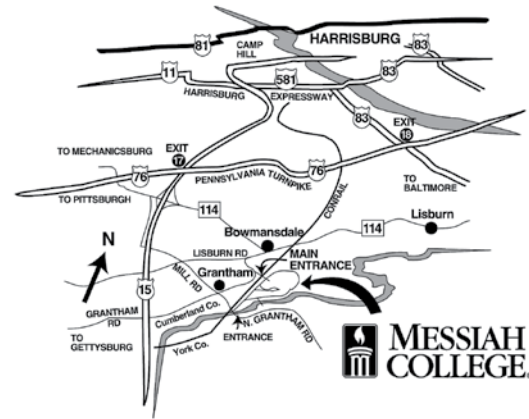 81
CAMP
HILL
HARRISBURG
83
11
581
83
HARRISBURG
EXPRESSWAY
83
EXIT
18
EXIT
17
TO MECHANICSBURG
76
PENNSYLVANIA TURNPIKE
76
TO PITTSBURGH
TO
BALTIMORE
CONRAIL
114
Lisburn
114
Bowmansdale
N
LISBURN RD
MAIN
ENTRANCE
MILL RD
Grantham
15
GRANTHAM
RD
Cumberland Co.
N. GRANTHAM RD
TO
GETTYSBURG
York Co.
ENTRANCE
MESSIAH
COLLEGE